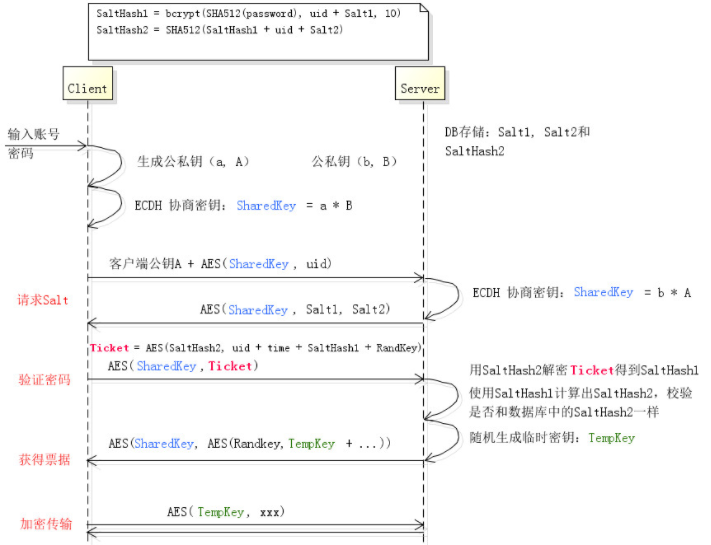 SaltHash1 = bcrypt(SHA512(password), uid + Salt1, 10)
SaltHash2 = SHA512(SaltHash1 + uid + Salt2)
Client
Server
输入账号
密码
DB存储: Salt1, Salt2和
SaltHash2
生成公私钥（a, A）
公私钥（b, B）
ECDH 协商密钥: SharedKey = a * B
客户端公钥A + AES(SharedKey, uid)
请求Salt
ECDH 协商密钥: SharedKey = b * A
AES(SharedKey, Salt1, Salt2)
Ticket = AES(SaltHash2, uid + time + SaltHash1 + RandKey)
验证密码
AES(SharedKey, Ticket)
用SaltHash2解密Ticket得到SaltHash1
使用SaltHash1计算出SaltHash2, 校验
是否和数据库中的SaltHash2一样
随机生成临时密钥: TempKey
AES(SharedKey, AES(Randkey, TempKey + ...))
获得票据
AES(TempKey, xxx)
加密传输